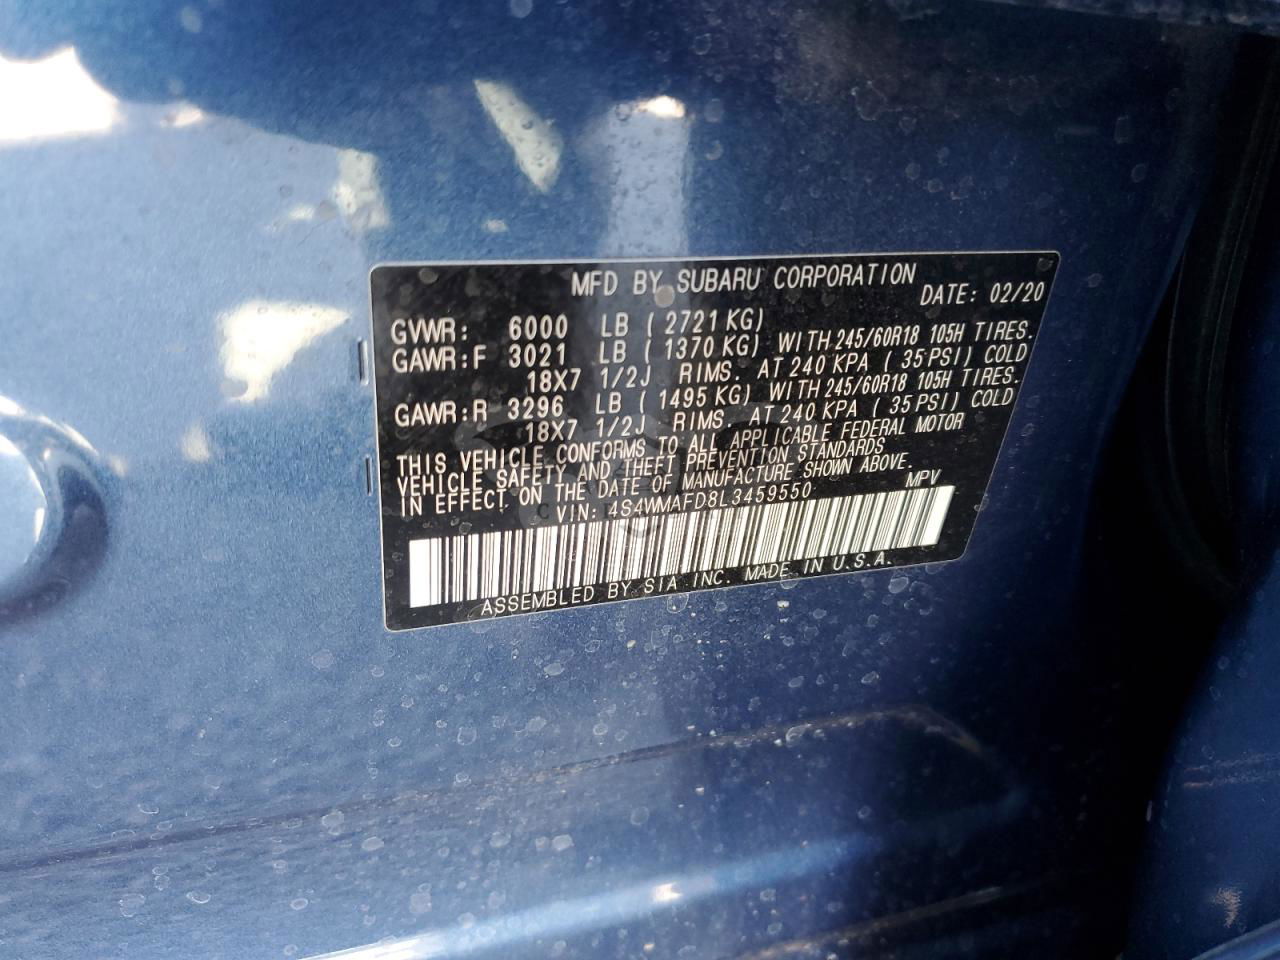 MFD BY SUBARU CORPORATION
DATE: 02/20
GVWR: 6000 LB ( 2721 KG)
GAWR:F 3021 LB ( 1370 KG) WITH 245/60R18 105H TIRES.
18X7 1/2J RIMS. AT 240 KPA ( 35 PSI) COLD
GAWR:R 3296 LB ( 1495 KG) WITH 245/60R18 105H TIRES.
18X7 1/2J RIMS. AT 240 KPA ( 35 PSI) COLD
THIS VEHICLE CONFORMS TO ALL APPLICABLE FEDERAL MOTOR
VEHICLE SAFETY AND THEFT PREVENTION STANDARDS
IN EFFECT ON THE DATE OF MANUFACTURE SHOWN ABOVE.
VIN: 4S4WMAFD8L3459550 MPV
ASSEMBLED BY SIA INC. MADE IN U.S.A.